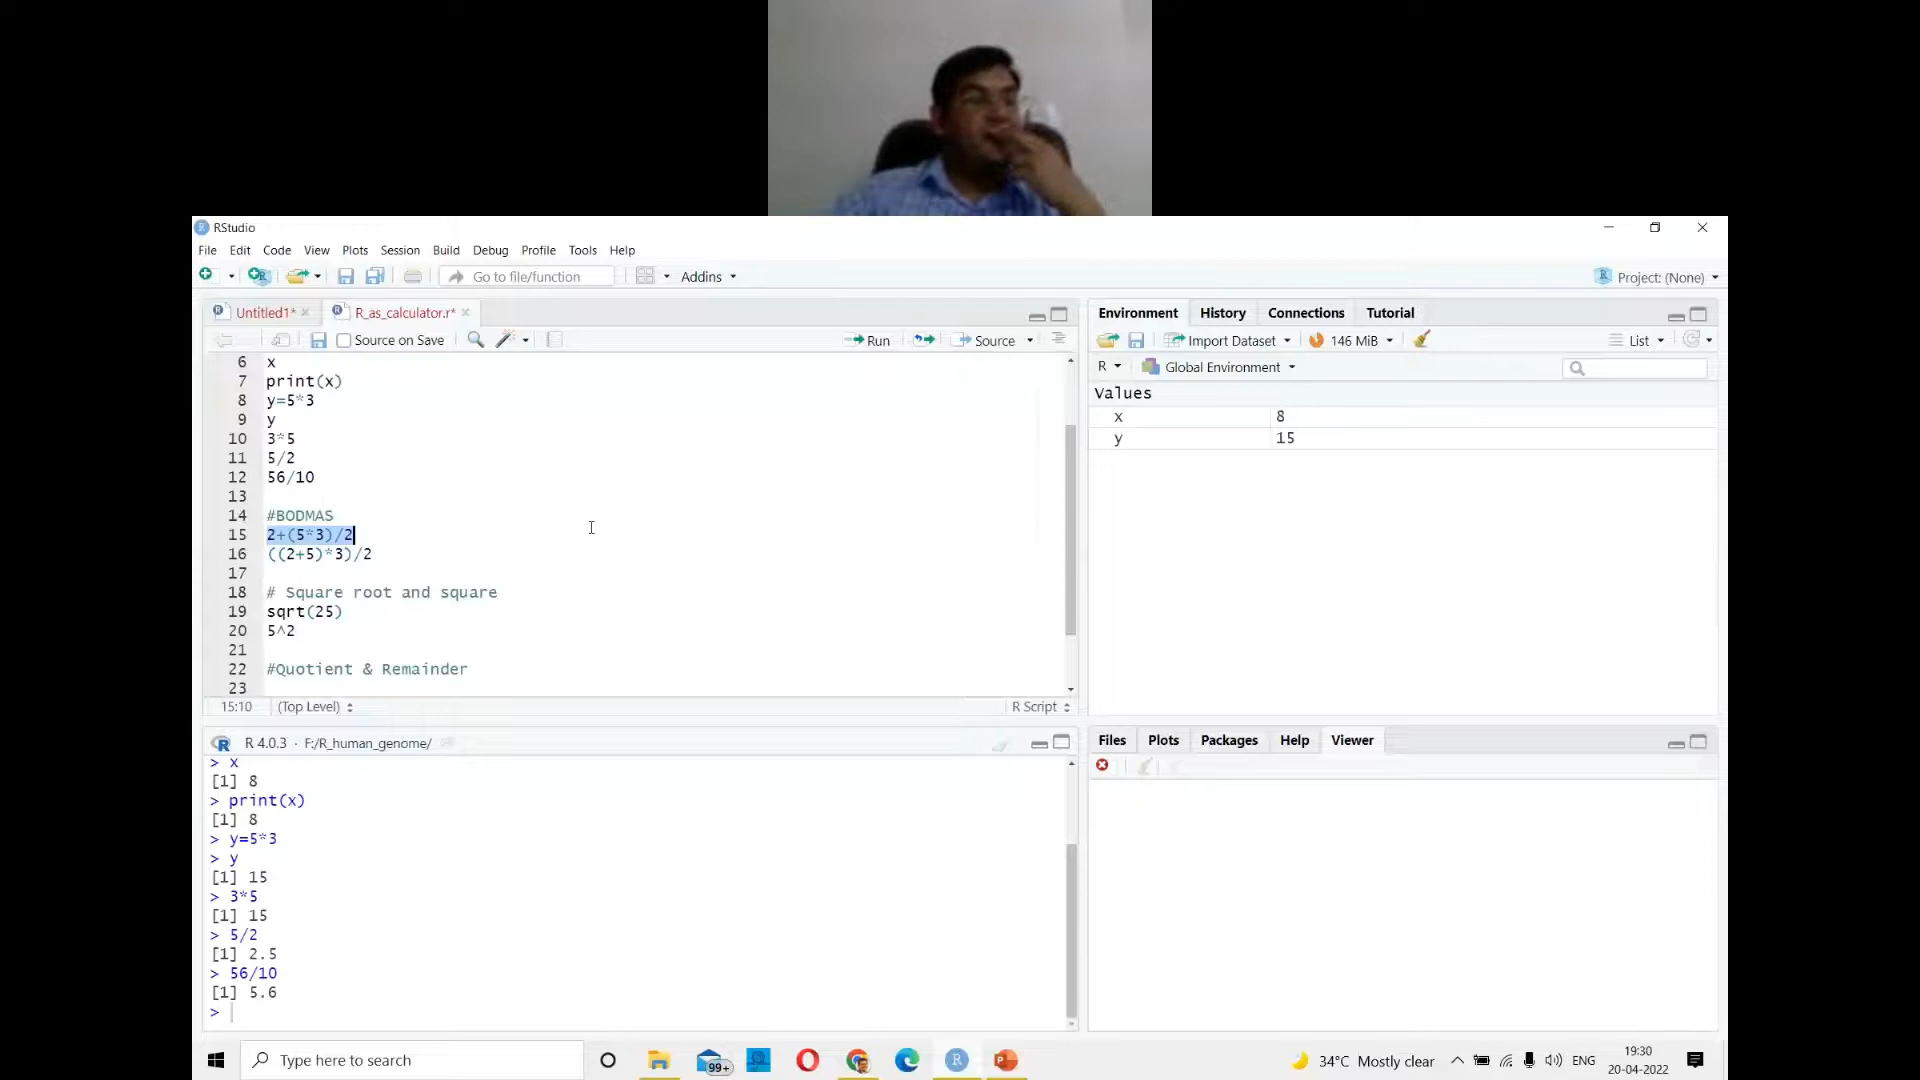 RStudio
File Edit Code View Plots Session Build Debug Profile Tools Help
Go to file/function Addins Project: (None)
Untitled1* R_as_calculator.r*
Source on Save Run Source
6 x
7 print(x)
8 y=5*3
9 y
10 3*5
11 5/2
12 56/10
13
14 #BODMAS
15 2+(5*3)/2
16 ((2+5)*3)/2
17
18 # Square root and square
19 sqrt(25)
20 5^2
21
22 #Quotient & Remainder
23
15:10 (Top Level) R Script
R 4.0.3 · F:/R_human_genome/
> x
[1] 8
> print(x)
[1] 8
> y=5*3
> y
[1] 15
> 3*5
[1] 15
> 5/2
[1] 2.5
> 56/10
[1] 5.6
>
Environment History Connections Tutorial
Import Dataset 146 MiB List
R Global Environment
Values
x 8
y 15
Files Plots Packages Help Viewer
Type here to search
99+
34°C Mostly clear ENG
19:30
20-04-2022